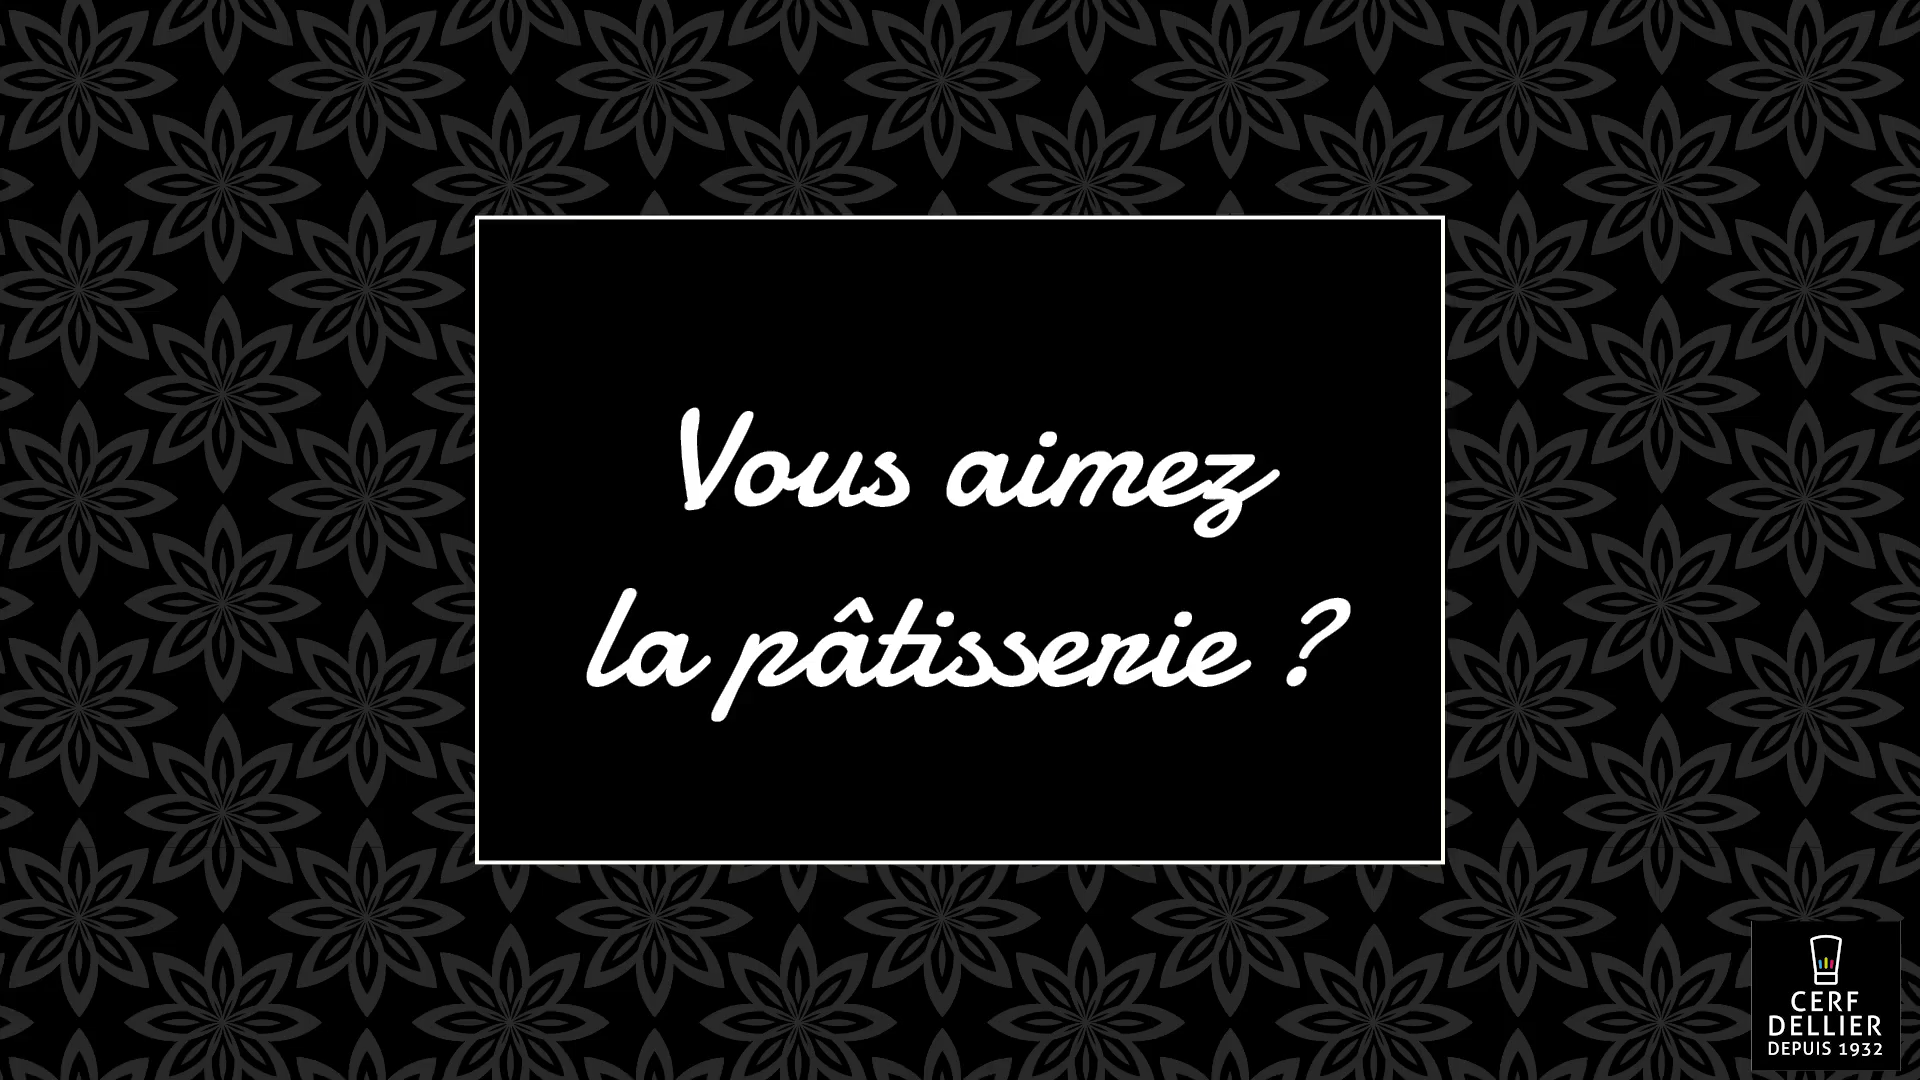 Vous aimez
la pâtisserie ?
CERF
DELLIER
DEPUIS 1932